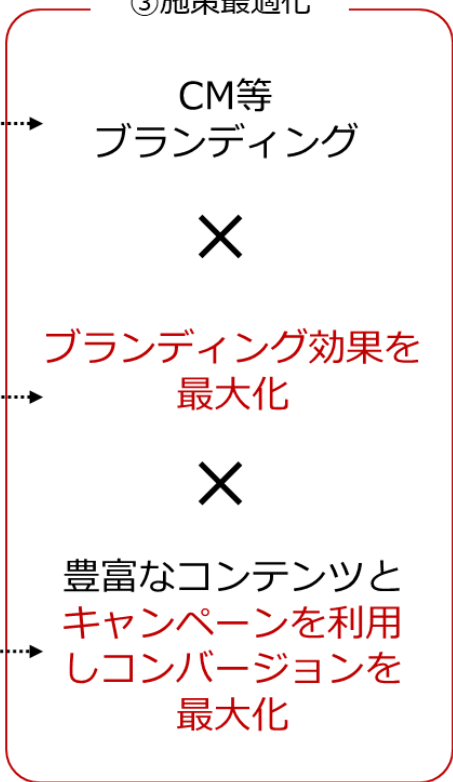 ③施策最適化
CM等
ブランディング
×
ブランディング効果を
最大化
×
豊富なコンテンツと
キャンペーンを利用
しコンバージョンを
最大化